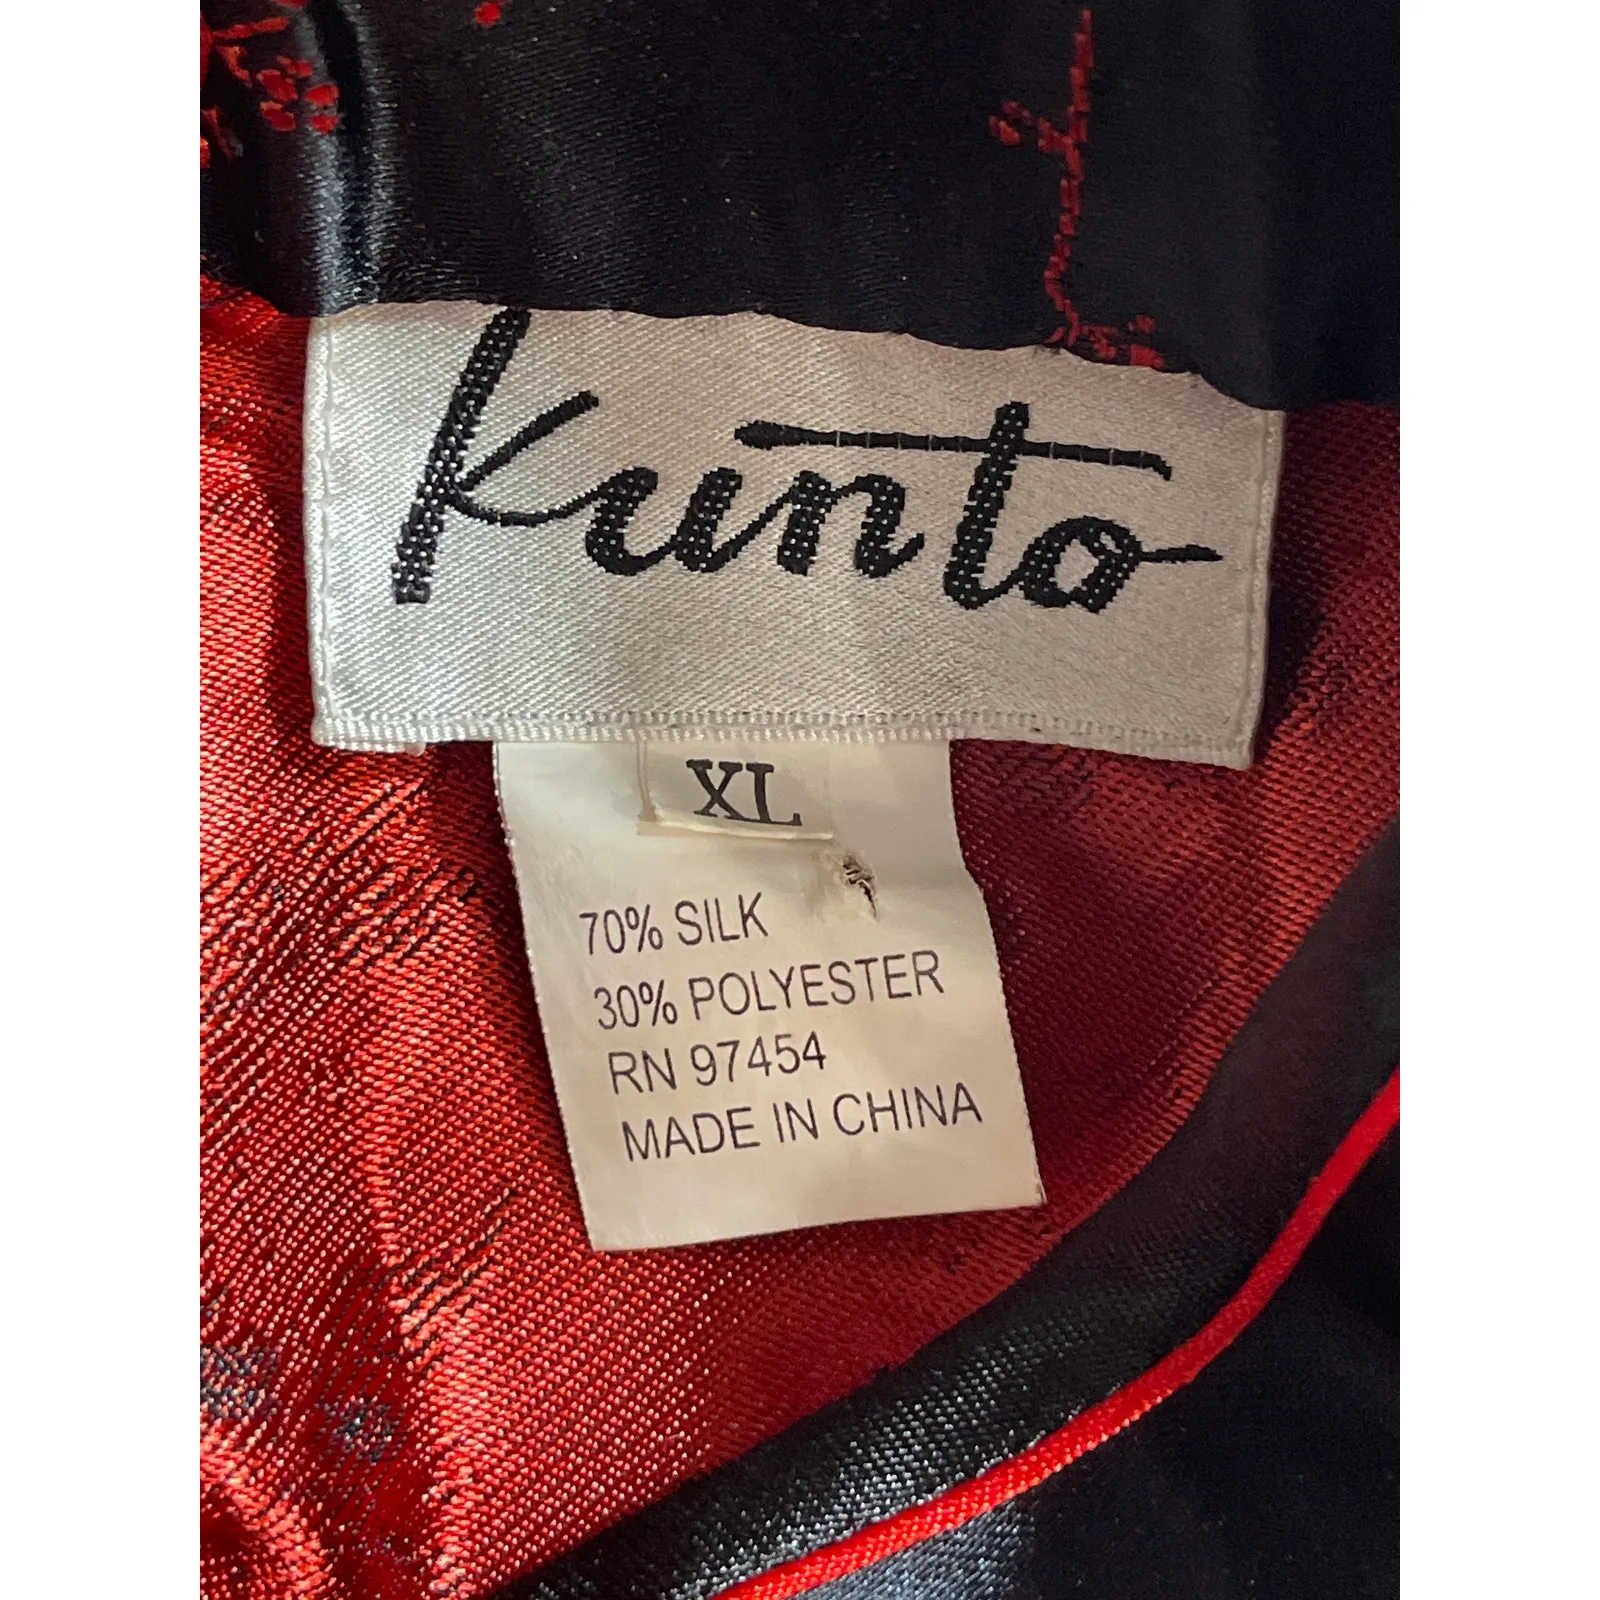 Kunto
XL
70% SILK
30% POLYESTER
RN 97454
MADE IN CHINA